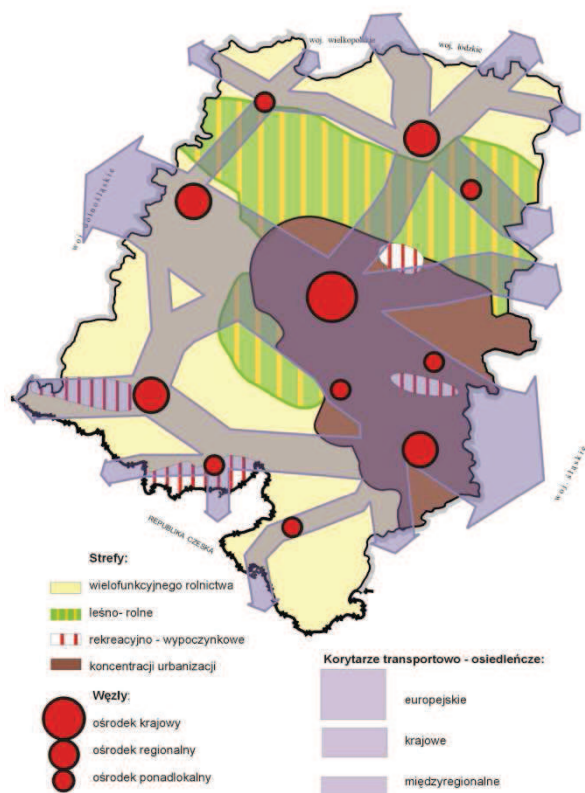 woj. wielkopolskie
woj. łódzkie
woj. dolnośląskie
woj. śląskie
REPUBLIKA CZESKA
Strefy:
wielofunkcyjnego rolnictwa
leśno- rolne
rekreacyjno - wypoczynkowe
koncentracji urbanizacji
Węzły:
ośrodek krajowy
ośrodek regionalny
ośrodek ponadlokalny
Korytarze transportowo - osiedleńcze:
europejskie
krajowe
międzyregionalne